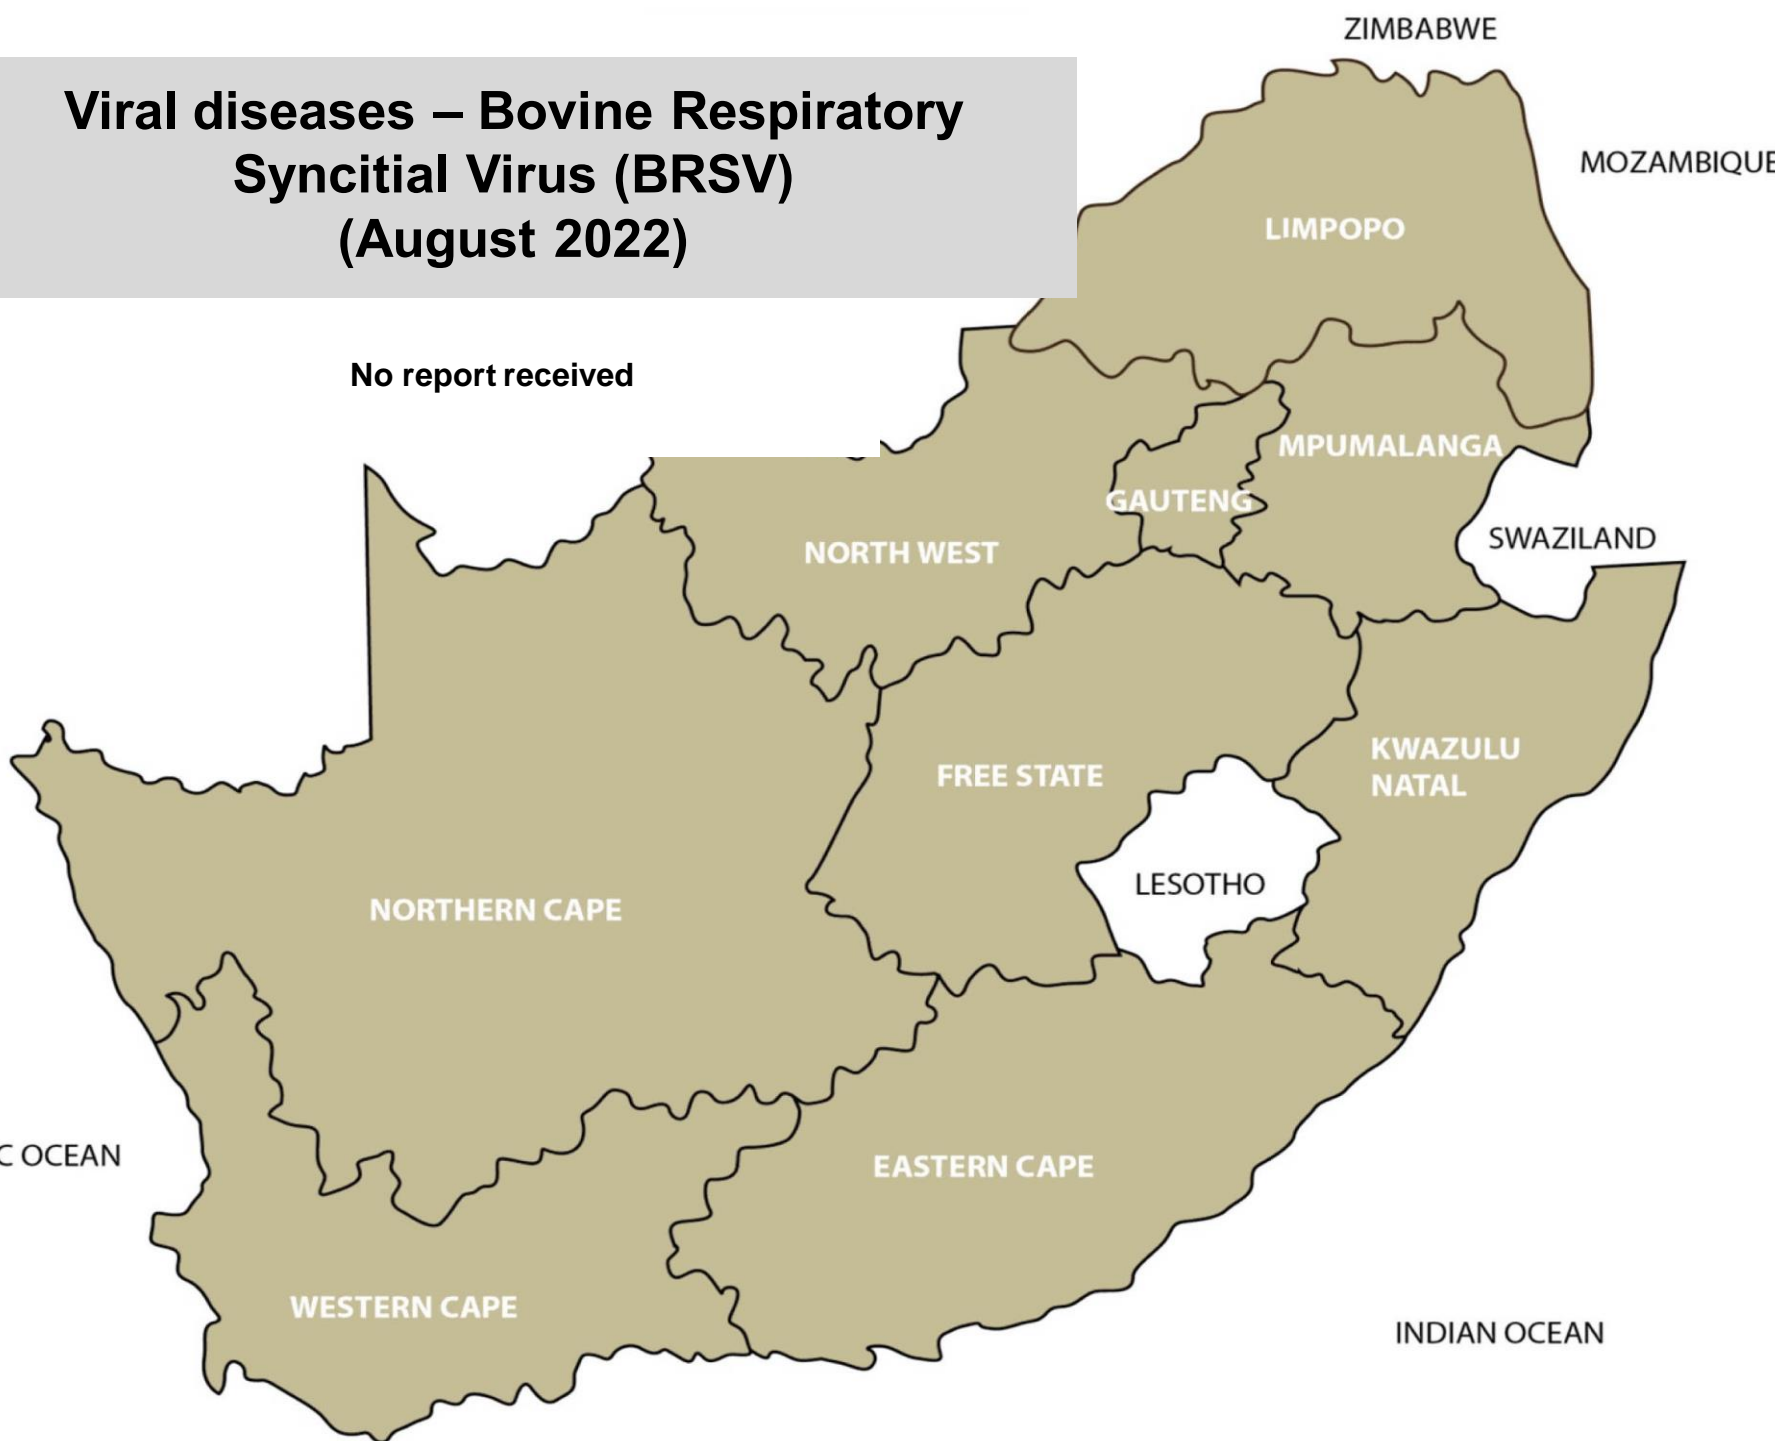 ZIMBABWE
Viral diseases – Bovine Respiratory
Syncitial Virus (BRSV)
(August 2022)
MOZAMBIQUE
LIMPOPO
No report received
MPUMALANGA
GAUTENG
SWAZILAND
NORTH WEST
KWAZULU
NATAL
FREE STATE
LESOTHO
NORTHERN CAPE
C OCEAN
EASTERN CAPE
WESTERN CAPE
INDIAN OCEAN